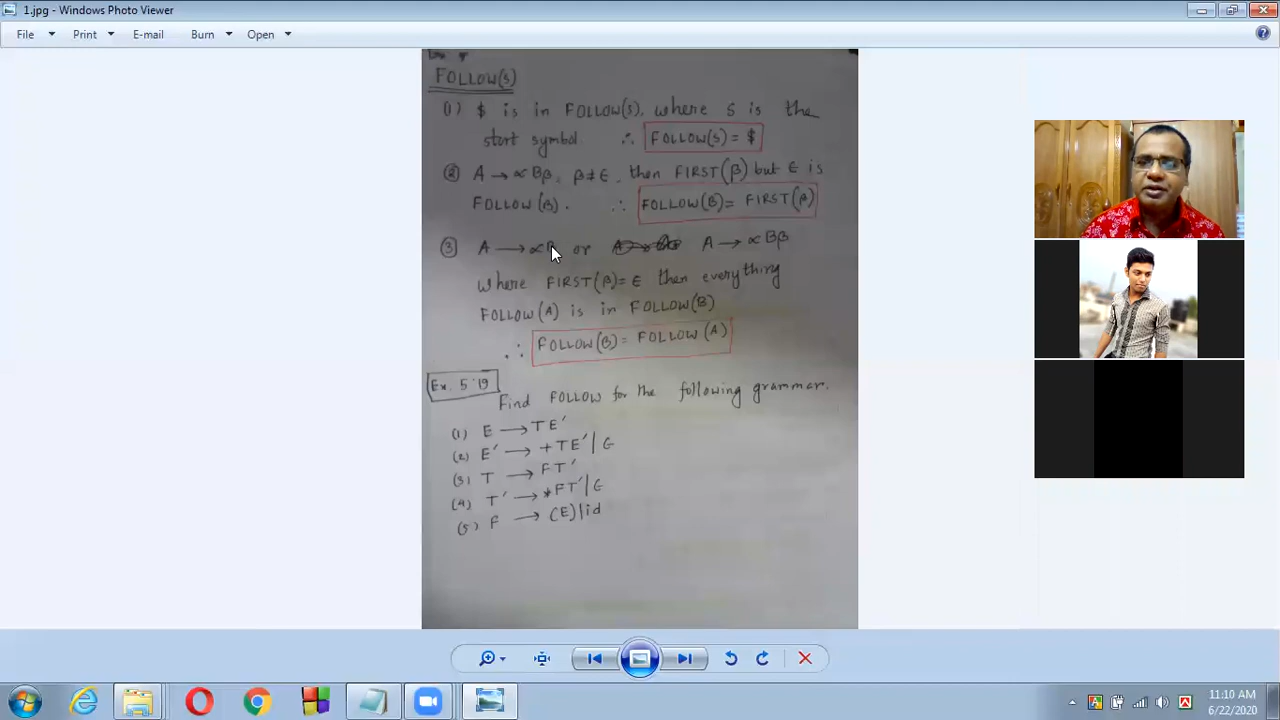 1.jpg - Windows Photo Viewer
File Print E-mail Burn Open
FOLLOW(S)
(1) $ is in FOLLOW(S), where S is the
start symbol ∴ FOLLOW(S) = $
(2) A → αBβ, β≠ϵ, then FIRST(β) but ϵ is
FOLLOW(B). ∴ FOLLOW(B) = FIRST(β)
(3) A → αB or A → αBβ
where FIRST(β)=ϵ then everything
FOLLOW(A) is in FOLLOW(B)
∴ FOLLOW(B) = FOLLOW(A)
Ex. 5.19
Find FOLLOW for the following grammar.
(1) E → TE'
(2) E' → +TE'|ϵ
(3) T → FT'
(4) T' → *FT'|ϵ
(5) F → (E)|id
11:10 AM
6/22/2020